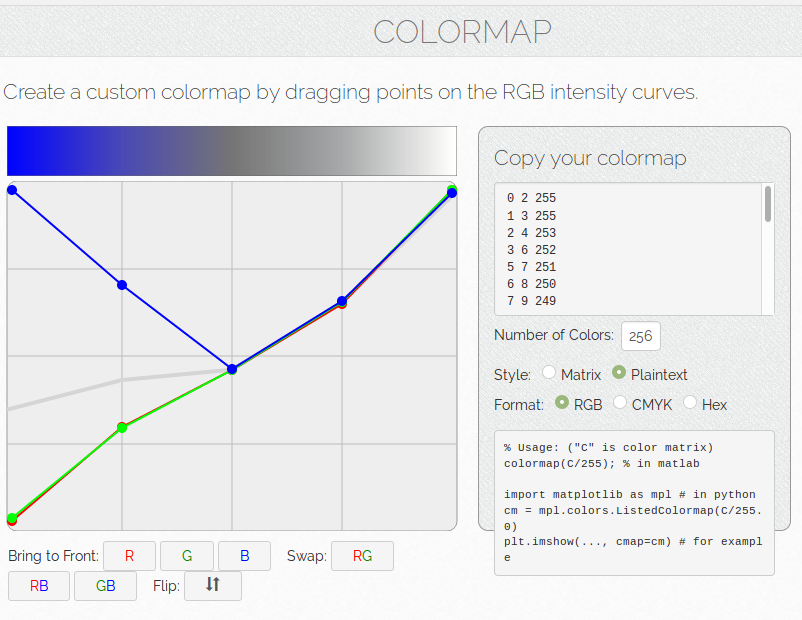 COLORMAP
Create a custom colormap by dragging points on the RGB intensity curves.
Copy your colormap
0 2 255
1 3 255
2 4 253
3 6 252
5 7 251
6 8 250
7 9 249
Number of Colors: 256
Style: Matrix Plaintext
Format: RGB CMYK Hex
% Usage: ("C" is color matrix)
colormap(C/255); % in matlab
import matplotlib as mpl # in python
cm = mpl.colors.ListedColormap(C/255.
0)
plt.imshow(..., cmap=cm) # for exampl
e
Bring to Front: R G B Swap: RG
RB GB Flip: